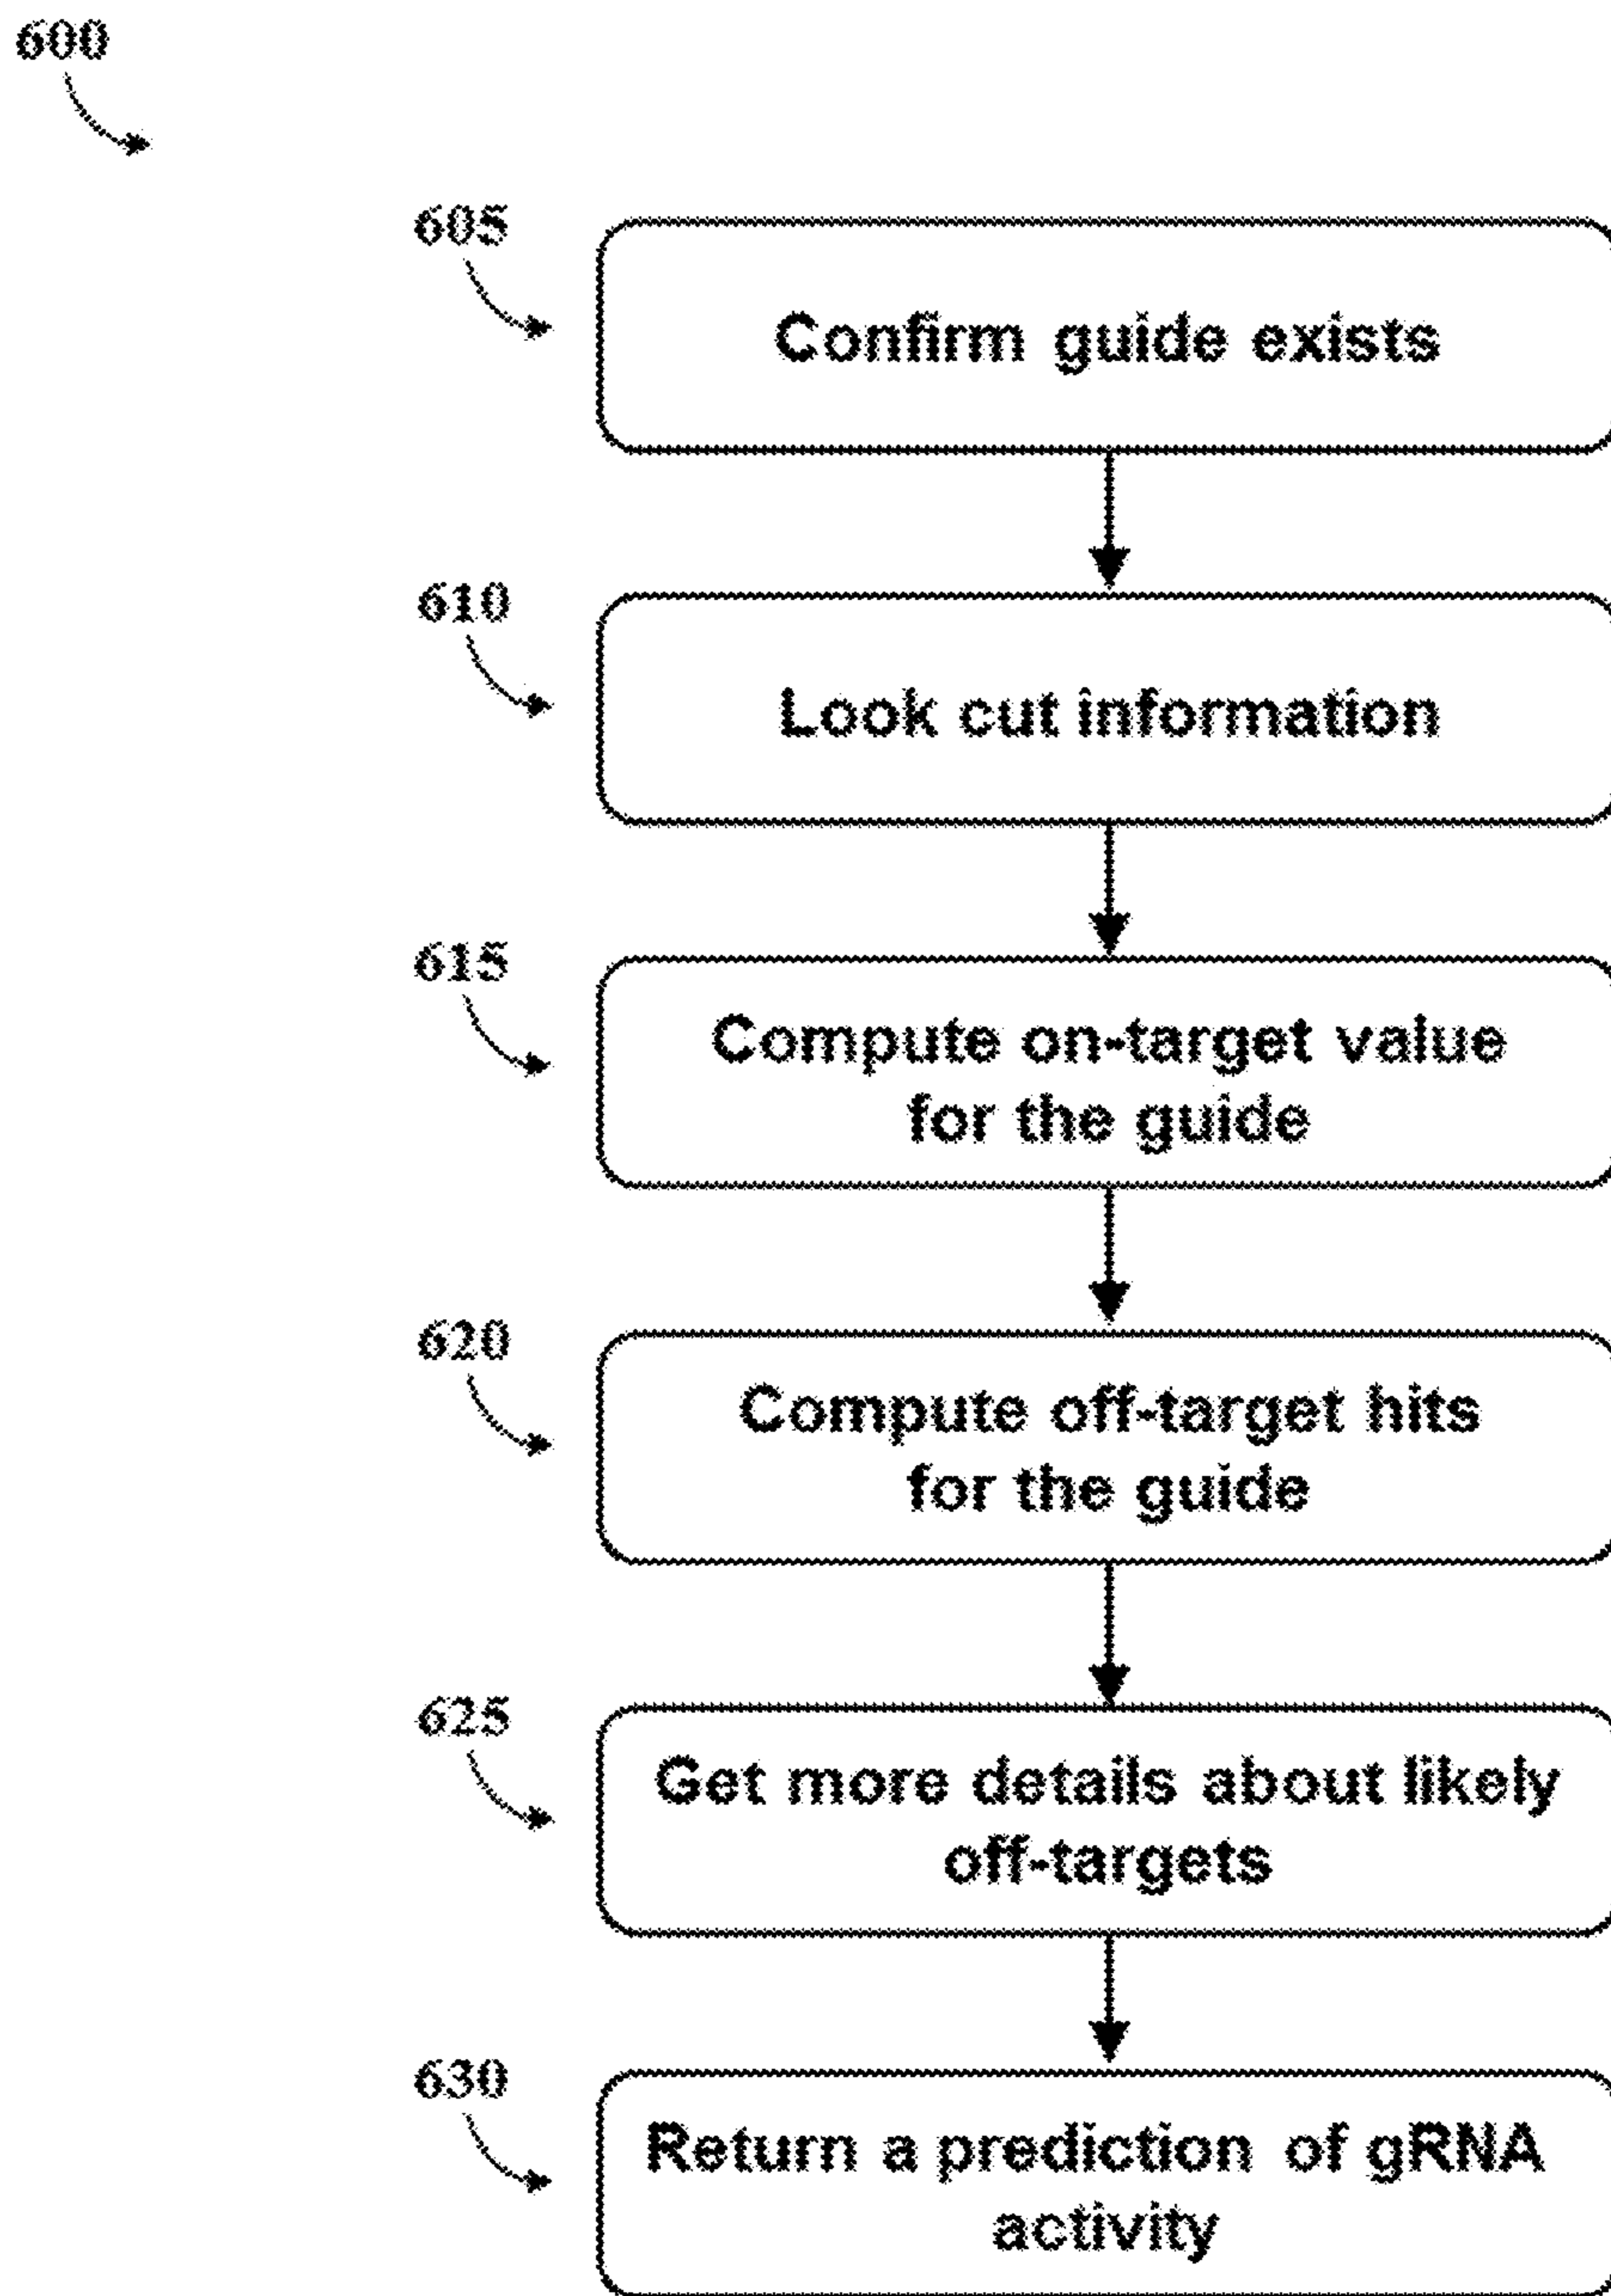 600
605
Confirm guide exists
610
Look cut information
615
Compute on-target value
for the guide
620
Compute off-target hits
for the guide
625
Get more details about likely
off-targets
630
Return a prediction of gRNA
activity